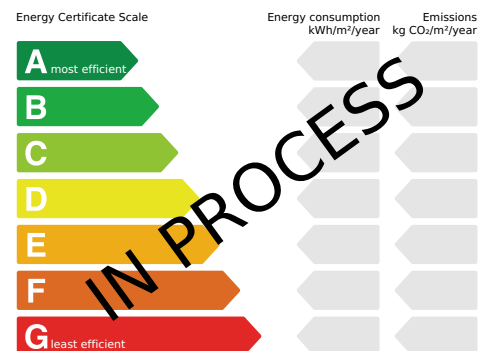 Energy Certificate Scale
Energy consumption
kWh/m²/year
Emissions
kg CO₂/m²/year
A most efficient
B
C
D
E
F
G least efficient
IN PROCESS